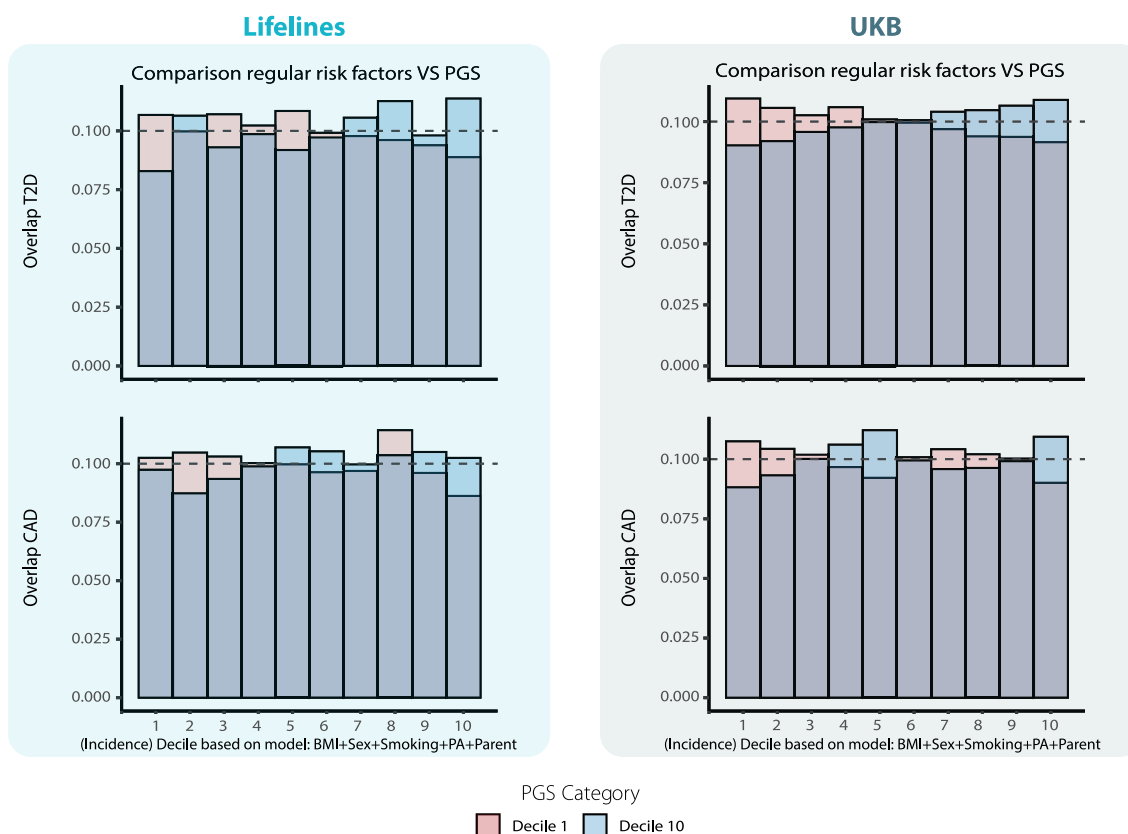 Lifelines
UKB
Comparison regular risk factors VS PGS
Overlap T2D
0.100
0.075
0.050
0.025
0.000
Overlap CAD
0.100
0.075
0.050
0.025
0.000
1 2 3 4 5 6 7 8 9 10
(Incidence) Decile based on model: BMI+Sex+Smoking+PA+Parent
Comparison regular risk factors VS PGS
Overlap T2D
0.100
0.075
0.050
0.025
0.000
Overlap CAD
0.100
0.075
0.050
0.025
0.000
1 2 3 4 5 6 7 8 9 10
(Incidence) Decile based on model: BMI+Sex+Smoking+PA+Parent
PGS Category
Decile 1 Decile 10